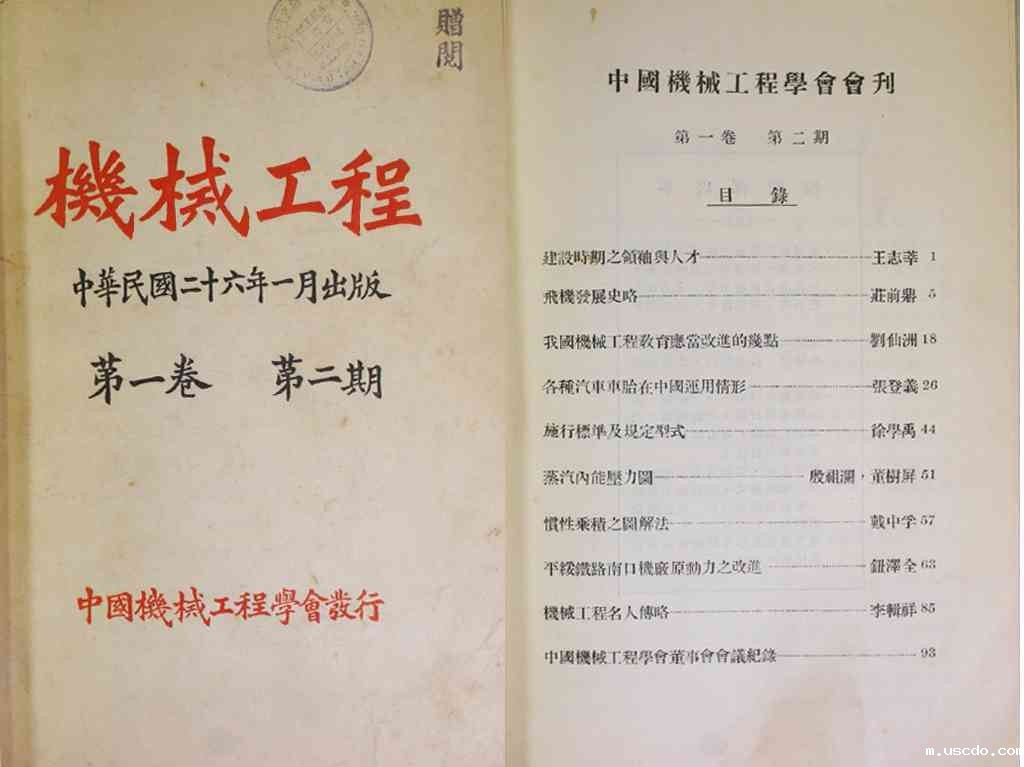 贈閱
機械工程
中華民國二十六年一月出版
第一卷 第二期
中國機械工程學會發行
中國機械工程學會會刊
第一卷 第二期
目錄
建設時期之領袖與人才 王志莘 1
飛機發展史略 莊前鼎 5
我國機械工程教育應當改進的幾點 劉仙洲 18
各種汽車車胎在中國運用情形 張登義 26
施行標準及規定型式 徐學禹 44
蒸汽內能壓力圖 殷祖瀾,董樹屏 51
慣性乘積之圖解法 戴中孚 57
平綏鐵路南口機廠原動力之改進 鈕澤全 63
機械工程名人傳略 李輯祥 85
中國機械工程學會董事會會議紀錄 93
m.uscdo.com